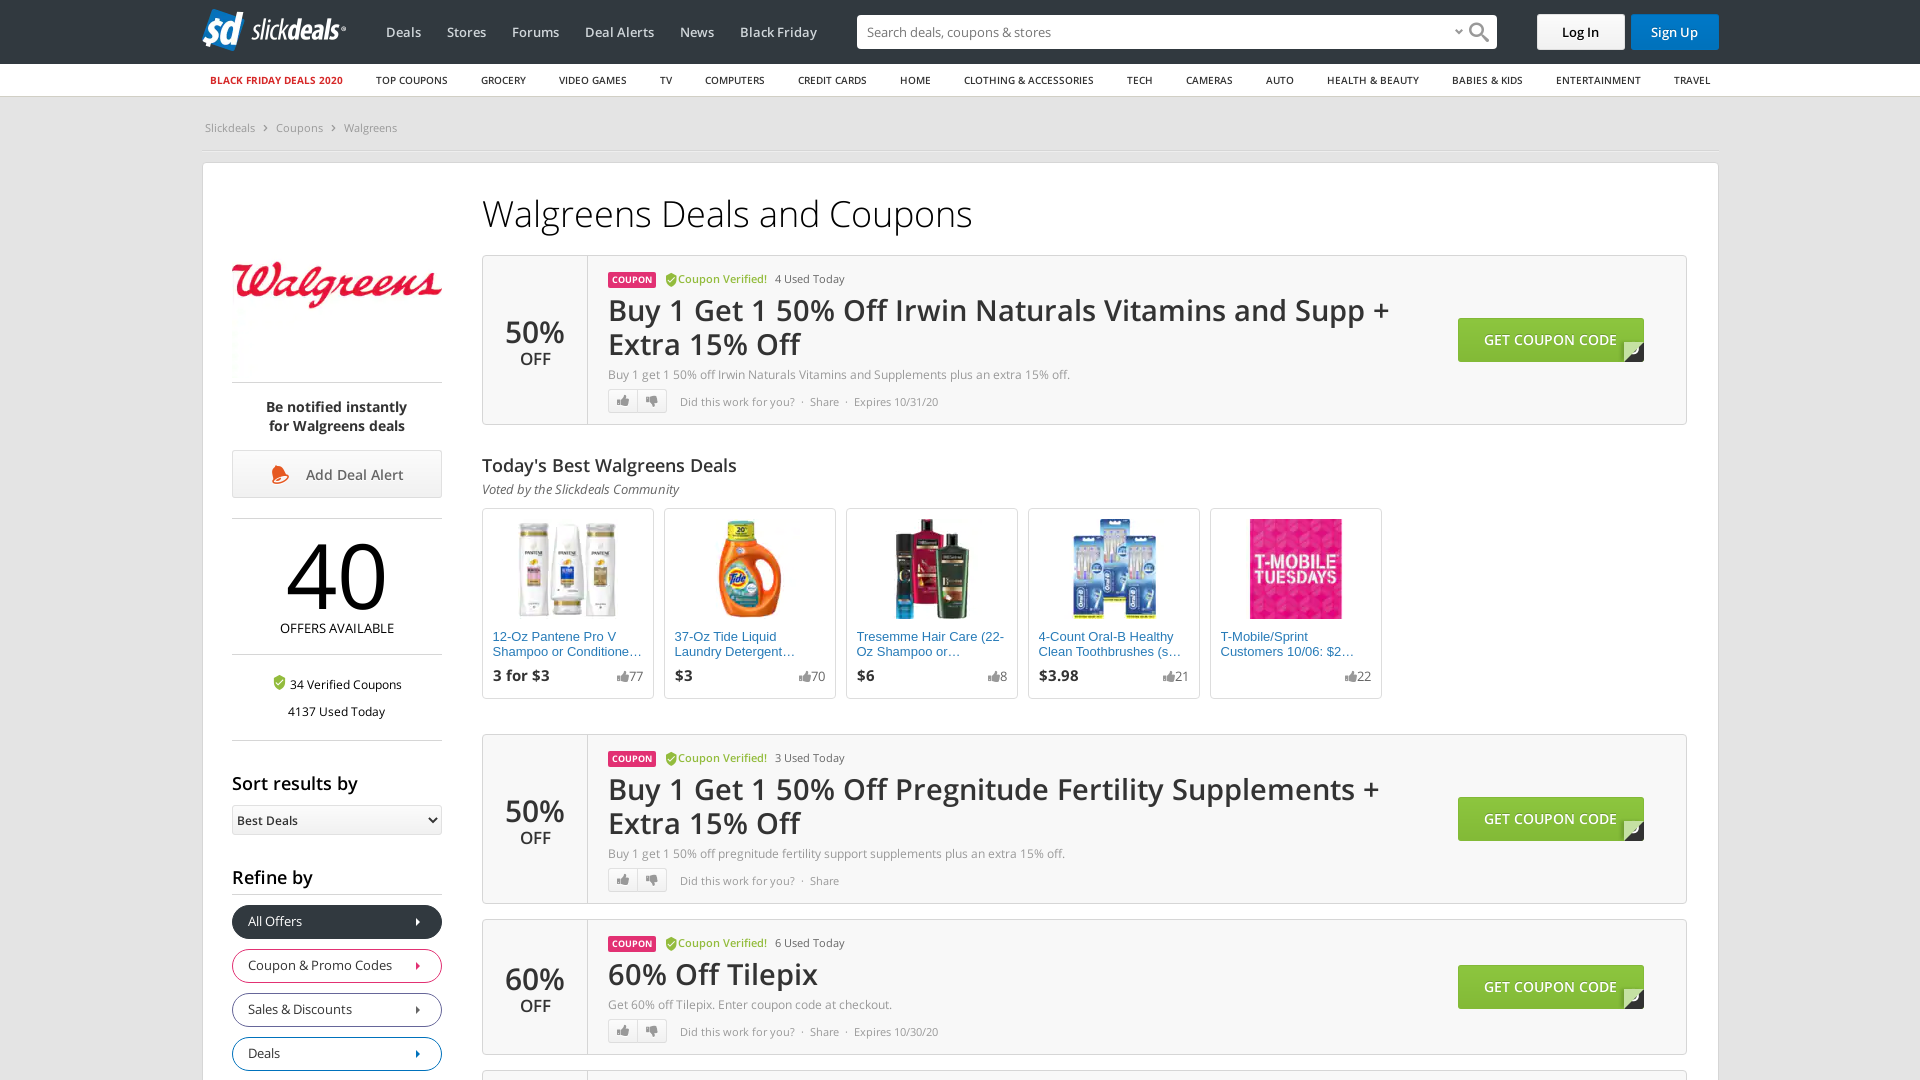 slickdeals
Deals
Stores
Forums
Deal Alerts
News
Black Friday
Search deals, coupons & stores
Log In
Sign Up
BLACK FRIDAY DEALS 2020
TOP COUPONS
GROCERY
VIDEO GAMES
TV
COMPUTERS
CREDIT CARDS
HOME
CLOTHING & ACCESSORIES
TECH
CAMERAS
AUTO
HEALTH & BEAUTY
BABIES & KIDS
ENTERTAINMENT
TRAVEL
Slickdeals > Coupons > Walgreens
Walgreens
Be notified instantly
for Walgreens deals
Add Deal Alert
40
OFFERS AVAILABLE
34 Verified Coupons
4137 Used Today
Sort results by
Best Deals
Refine by
All Offers
Coupon & Promo Codes
Sales & Discounts
Deals
Walgreens Deals and Coupons
50%
OFF
COUPON Coupon Verified! 4 Used Today
Buy 1 Get 1 50% Off Irwin Naturals Vitamins and Supp +
Extra 15% Off
Buy 1 get 1 50% off Irwin Naturals Vitamins and Supplements plus an extra 15% off.
Did this work for you? · Share · Expires 10/31/20
GET COUPON CODE
Today's Best Walgreens Deals
Voted by the Slickdeals Community
12-Oz Pantene Pro V
Shampoo or Conditione…
3 for $3
77
Tide
37-Oz Tide Liquid
Laundry Detergent…
$3
70
Tresemme Hair Care (22-
Oz Shampoo or…
$6
8
4-Count Oral-B Healthy
Clean Toothbrushes (s…
$3.98
21
T-MOBILE
TUESDAYS
T-Mobile/Sprint
Customers 10/06: $2…
22
50%
OFF
COUPON Coupon Verified! 3 Used Today
Buy 1 Get 1 50% Off Pregnitude Fertility Supplements +
Extra 15% Off
Buy 1 get 1 50% off pregnitude fertility support supplements plus an extra 15% off.
Did this work for you? · Share
GET COUPON CODE
60%
OFF
COUPON Coupon Verified! 6 Used Today
60% Off Tilepix
Get 60% off Tilepix. Enter coupon code at checkout.
Did this work for you? · Share · Expires 10/30/20
GET COUPON CODE